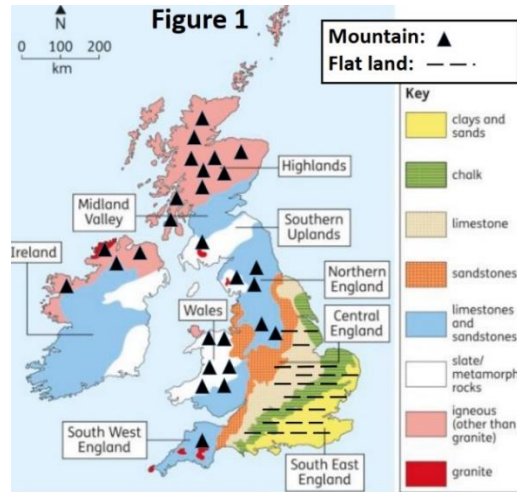 Figure 1
N
0 100 200
km
Mountain:
Flat land:
Key
clays and
sands
chalk
limestone
sandstones
limestones
and
sandstones
slate/
metamorph
rocks
igneous
(other than
granite)
granite
Highlands
Midland
Valley
Southern
Uplands
Ireland
Northern
England
Wales
Central
England
South West
England
South East
England